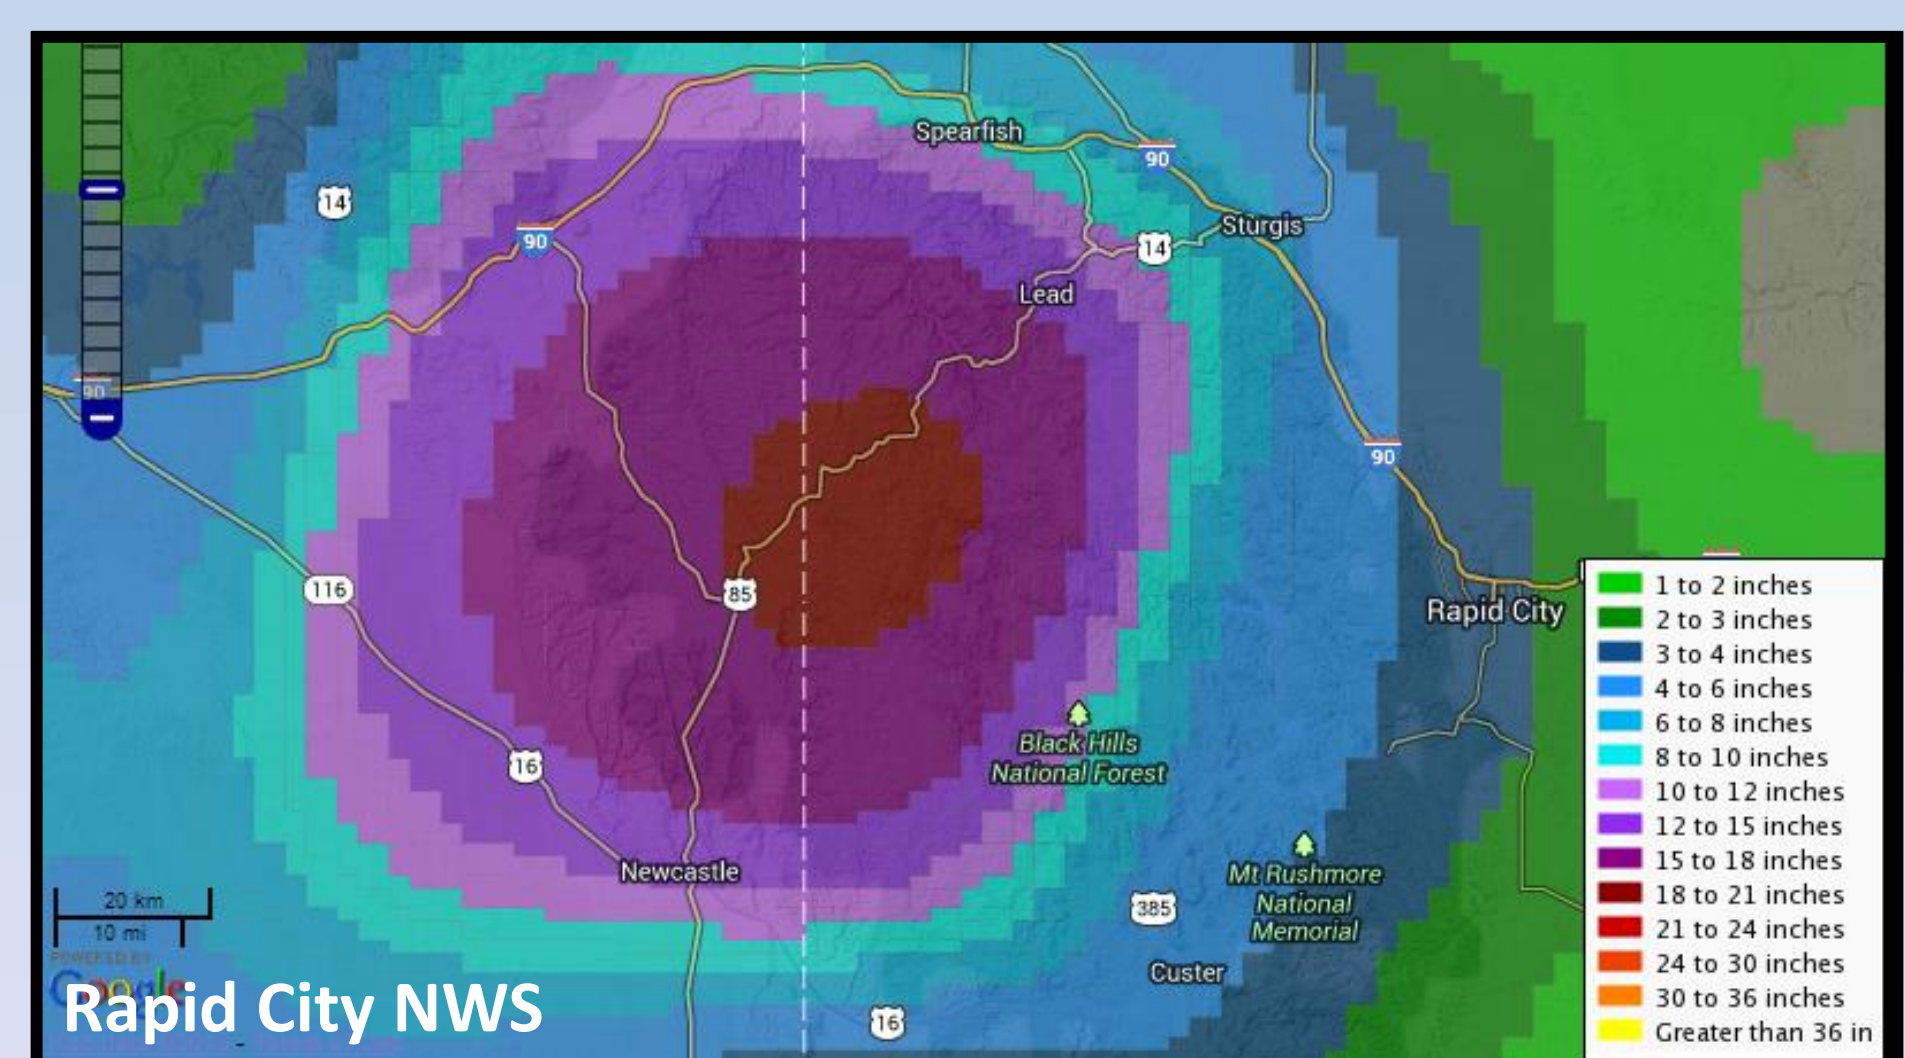 Spearfish
90
14
Sturgis
90
14
Lead
90
90
85
116
Rapid City
Black Hills
National Forest
16
Newcastle
Mt Rushmore
National
Memorial
385
Custer
16
20 km
10 mi
POWERED BY
Google
Rapid City NWS
1 to 2 inches
2 to 3 inches
3 to 4 inches
4 to 6 inches
6 to 8 inches
8 to 10 inches
10 to 12 inches
12 to 15 inches
15 to 18 inches
18 to 21 inches
21 to 24 inches
24 to 30 inches
30 to 36 inches
Greater than 36 in